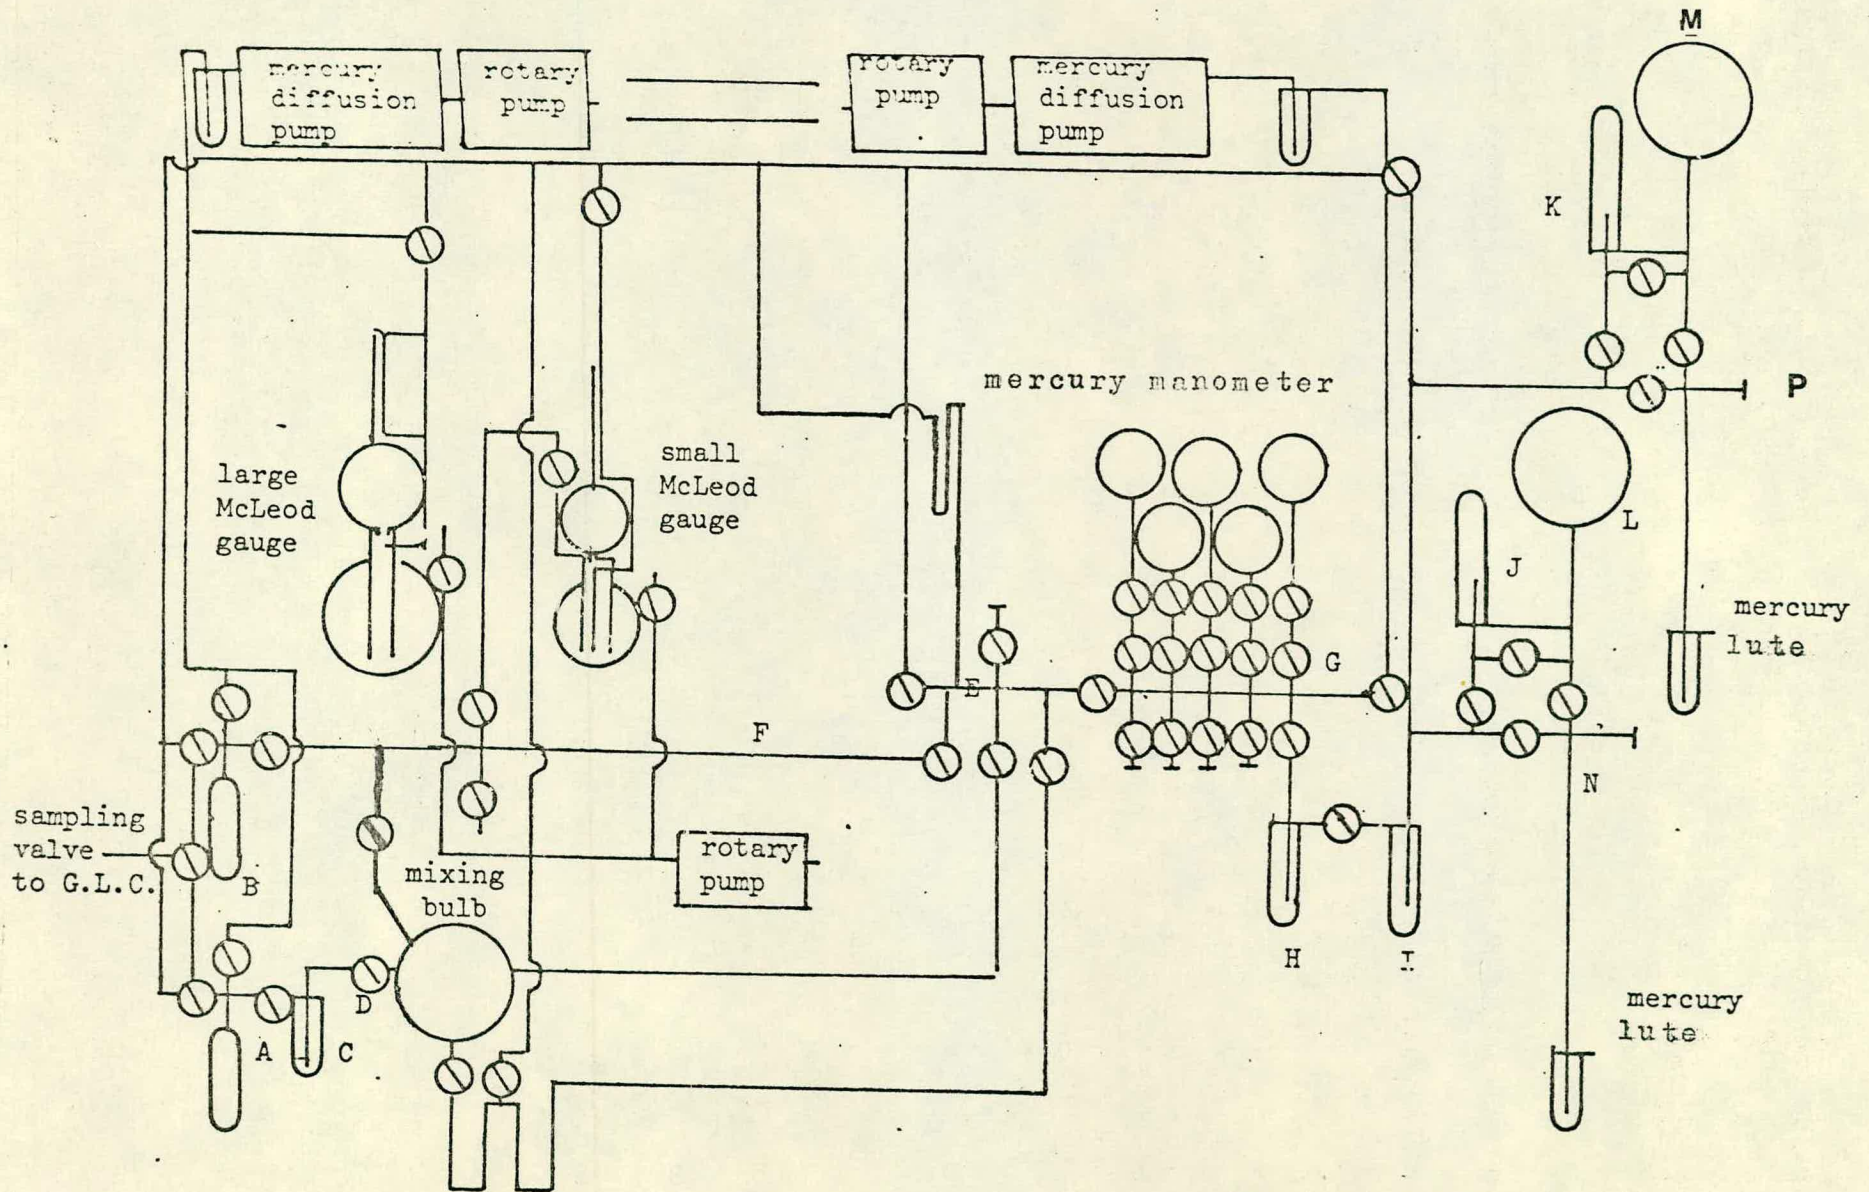 M
mercury
diffusion
pump
rotary
pump
rotary
pump
mercury
diffusion
pump
K
mercury manometer
P
large
McLeod
gauge
small
McLeod
gauge
L
J
mercury
lute
E
G
F
N
sampling
valve
to G.L.C.
B
mixing
bulb
rotary
pump
H
I
D
A
C
mercury
lute